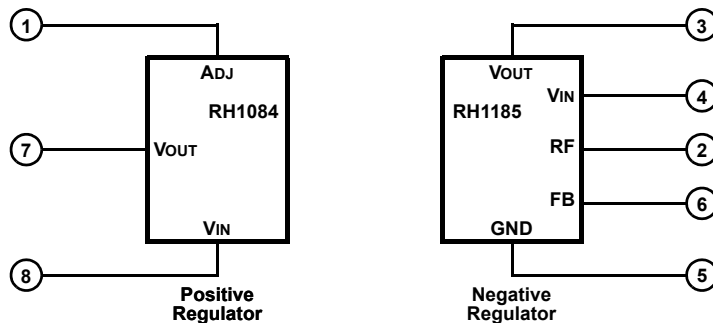 1
ADJ
RH1084
7
VOUT
VIN
8
Positive
Regulator
3
VOUT
VIN
4
RH1185
RF
2
FB
6
GND
5
Negative
Regulator